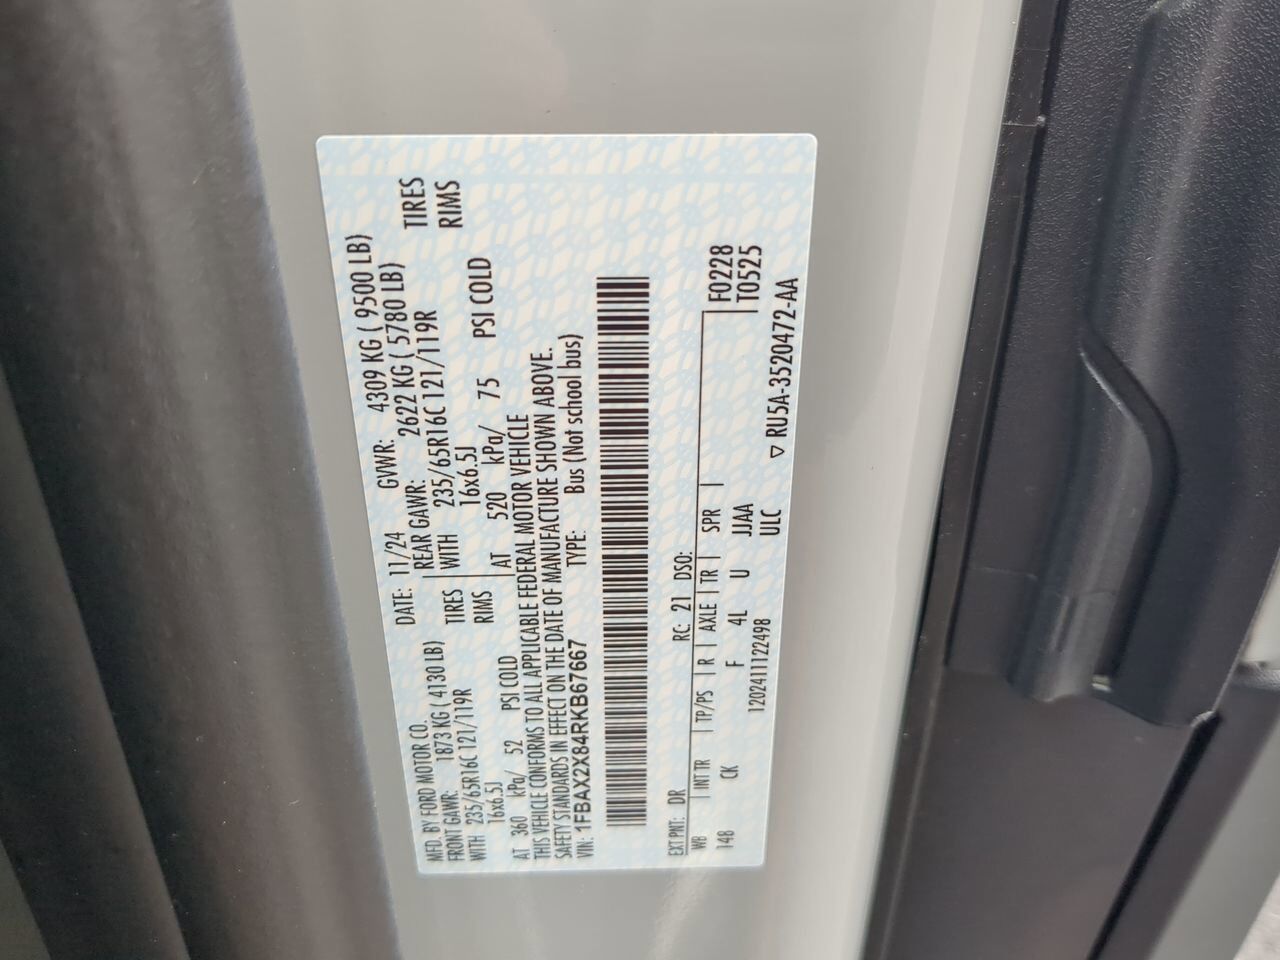 MFD. BY FORD MOTOR CO. DATE: 11/24 GVWR: 4309 KG ( 9500 LB)
FRONT GAWR: 1873 KG ( 4130 LB) REAR GAWR: 2622 KG ( 5780 LB)
WITH 235/65R16C 121/119R TIRES WITH 235/65R16C 121/119R TIRES
16x6.5J RIMS 16x6.5J RIMS
AT 360 kPa/ 52 PSI COLD AT 520 kPa/ 75 PSI COLD
THIS VEHICLE CONFORMS TO ALL APPLICABLE FEDERAL MOTOR VEHICLE
SAFETY STANDARDS IN EFFECT ON THE DATE OF MANUFACTURE SHOWN ABOVE.
VIN: 1FBAX2X84RKB67667 TYPE: Bus (Not school bus)
EXT PNT: DR RC: 21 DSO:
WB INT TR TP/PS R AXLE TR SPR F0228
148 CK F 4L U JJAA T0525
1202411122498 ULC ▽ RU5A-3520472-AA